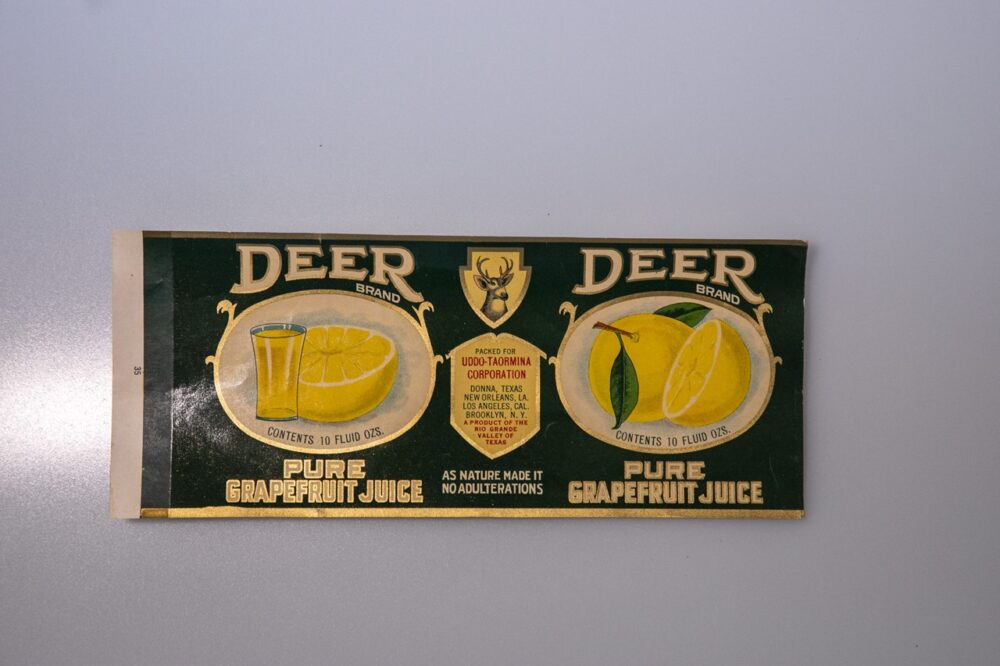 35
DEER
BRAND
CONTENTS 10 FLUID OZS.
PURE
GRAPEFRUIT JUICE
PACKED FOR
UDDO-TAORMINA
CORPORATION
DONNA, TEXAS
NEW ORLEANS, LA.
LOS ANGELES, CAL.
BROOKLYN, N. Y.
A PRODUCT OF THE
RIO GRANDE
VALLEY OF
TEXAS
AS NATURE MADE IT
NO ADULTERATIONS
DEER
BRAND
CONTENTS 10 FLUID OZS.
PURE
GRAPEFRUIT JUICE